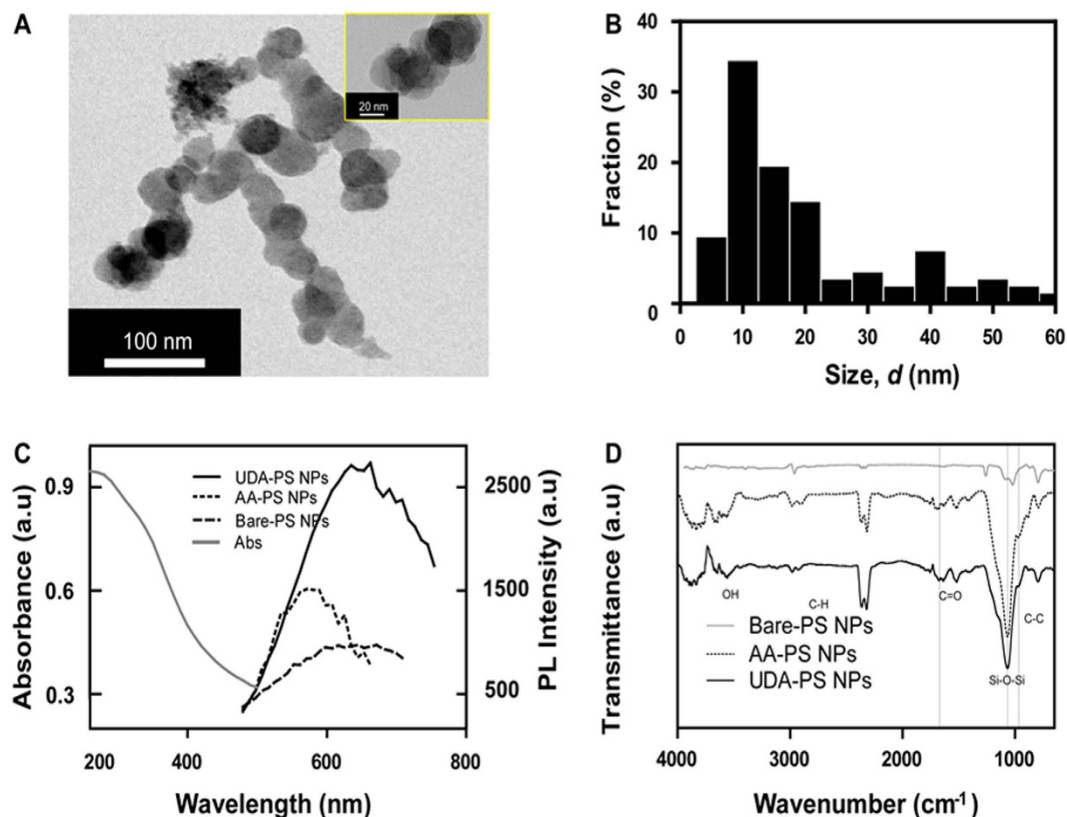 A
20 nm
100 nm
B
Fraction (%)
40
30
20
10
0
0 10 20 30 40 50 60
Size, d (nm)
C
Absorbance (a.u)
0.9
0.6
0.3
UDA-PS NPs
AA-PS NPs
Bare-PS NPs
Abs
2500
1500
500
PL Intensity (a.u)
200 400 600 800
Wavelength (nm)
D
Transmittance (a.u)
OH
C-H
C=O
C-C
Si-O-Si
Bare-PS NPs
AA-PS NPs
UDA-PS NPs
4000 3000 2000 1000
Wavenumber (cm⁻¹)